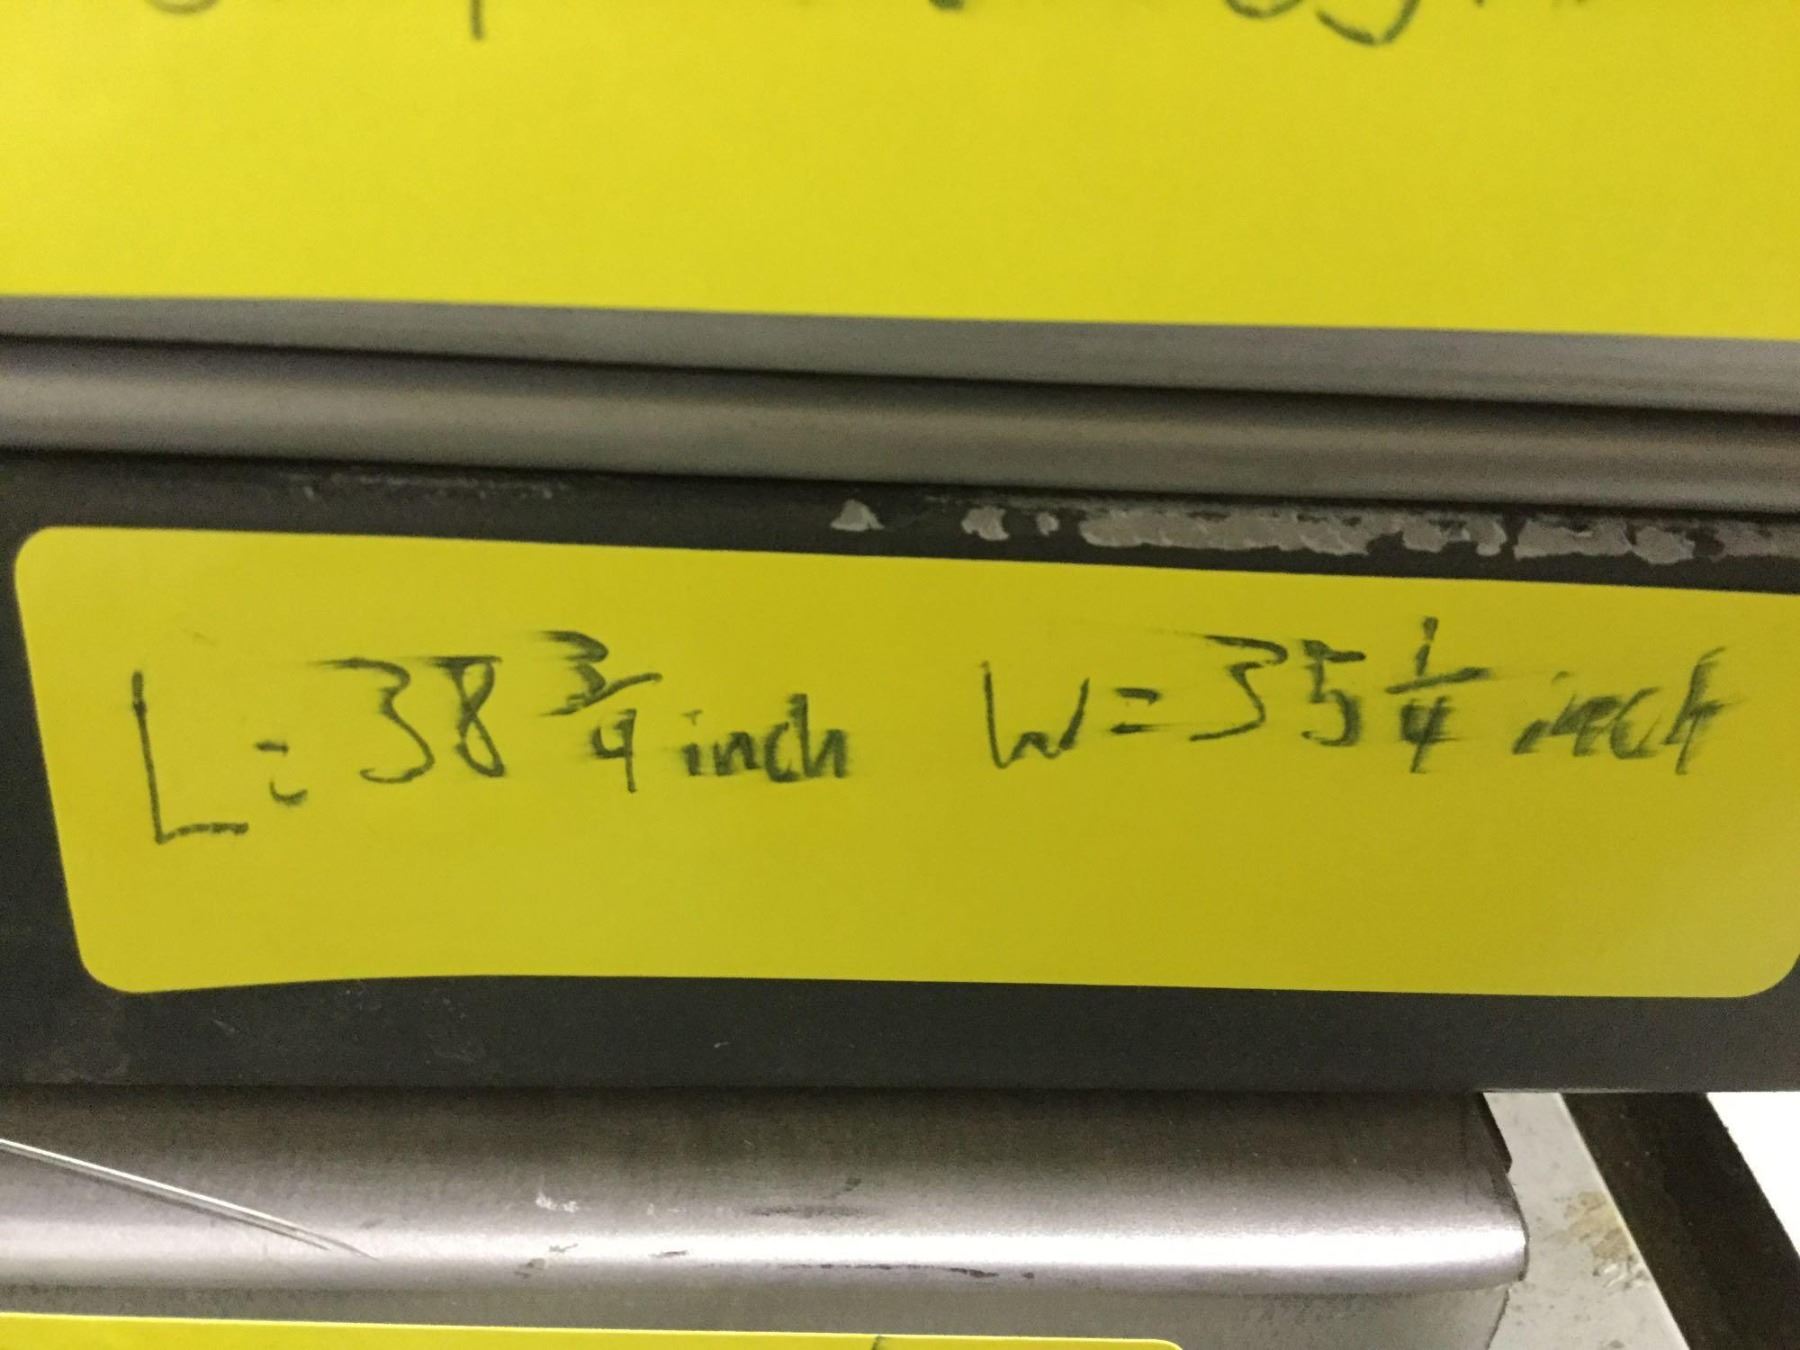 L = 38 3/4 inch W = 35 1/4 inch